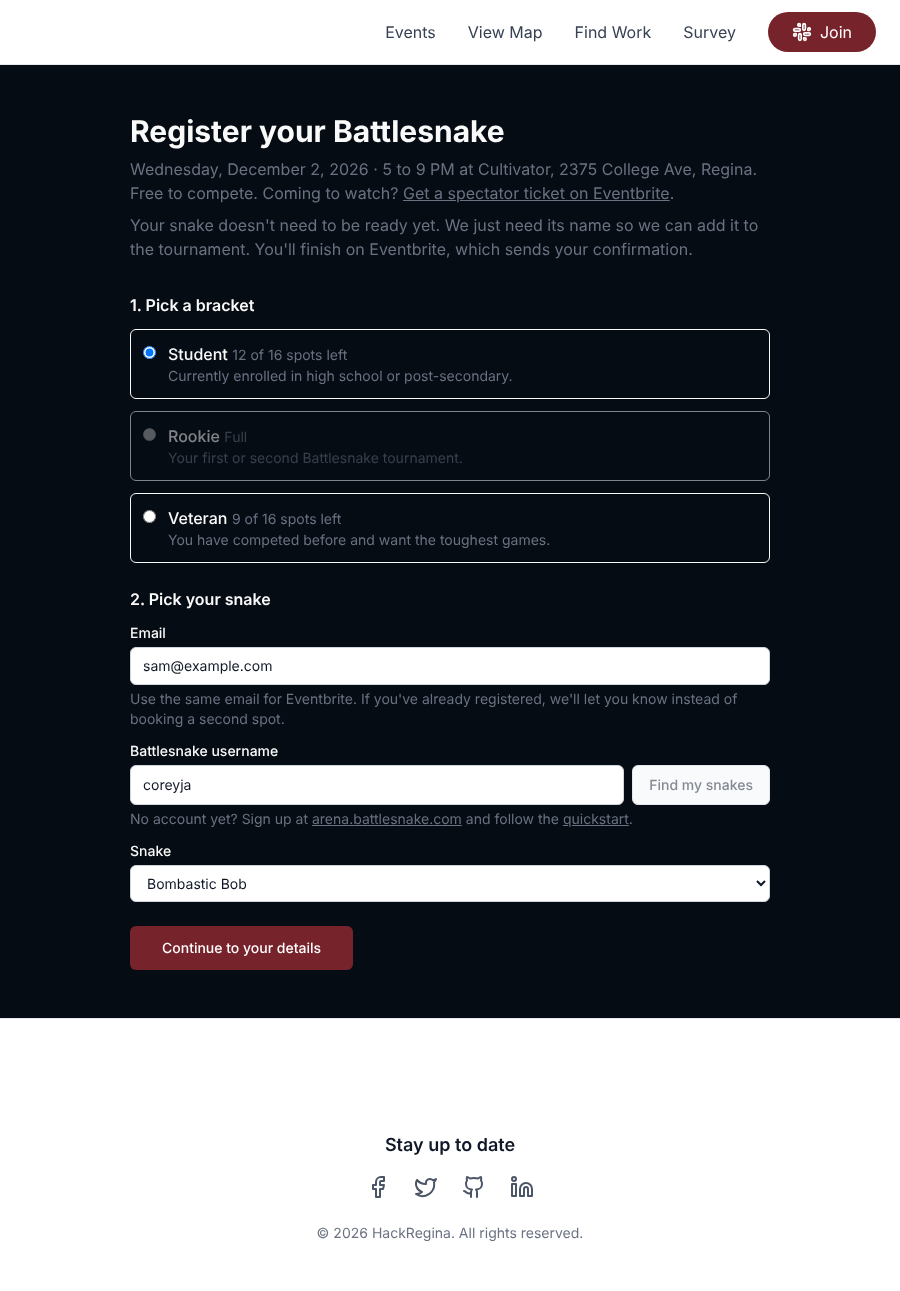 Events
View Map
Find Work
Survey
Join
Register your Battlesnake
Wednesday, December 2, 2026 · 5 to 9 PM at Cultivator, 2375 College Ave, Regina.
Free to compete. Coming to watch? Get a spectator ticket on Eventbrite.
Your snake doesn't need to be ready yet. We just need its name so we can add it to
the tournament. You'll finish on Eventbrite, which sends your confirmation.
1. Pick a bracket
Student 12 of 16 spots left
Currently enrolled in high school or post-secondary.
Rookie Full
Your first or second Battlesnake tournament.
Veteran 9 of 16 spots left
You have competed before and want the toughest games.
2. Pick your snake
Email
sam@example.com
Use the same email for Eventbrite. If you've already registered, we'll let you know instead of
booking a second spot.
Battlesnake username
coreyja
Find my snakes
No account yet? Sign up at arena.battlesnake.com and follow the quickstart.
Snake
Bombastic Bob
Continue to your details
Stay up to date
© 2026 HackRegina. All rights reserved.